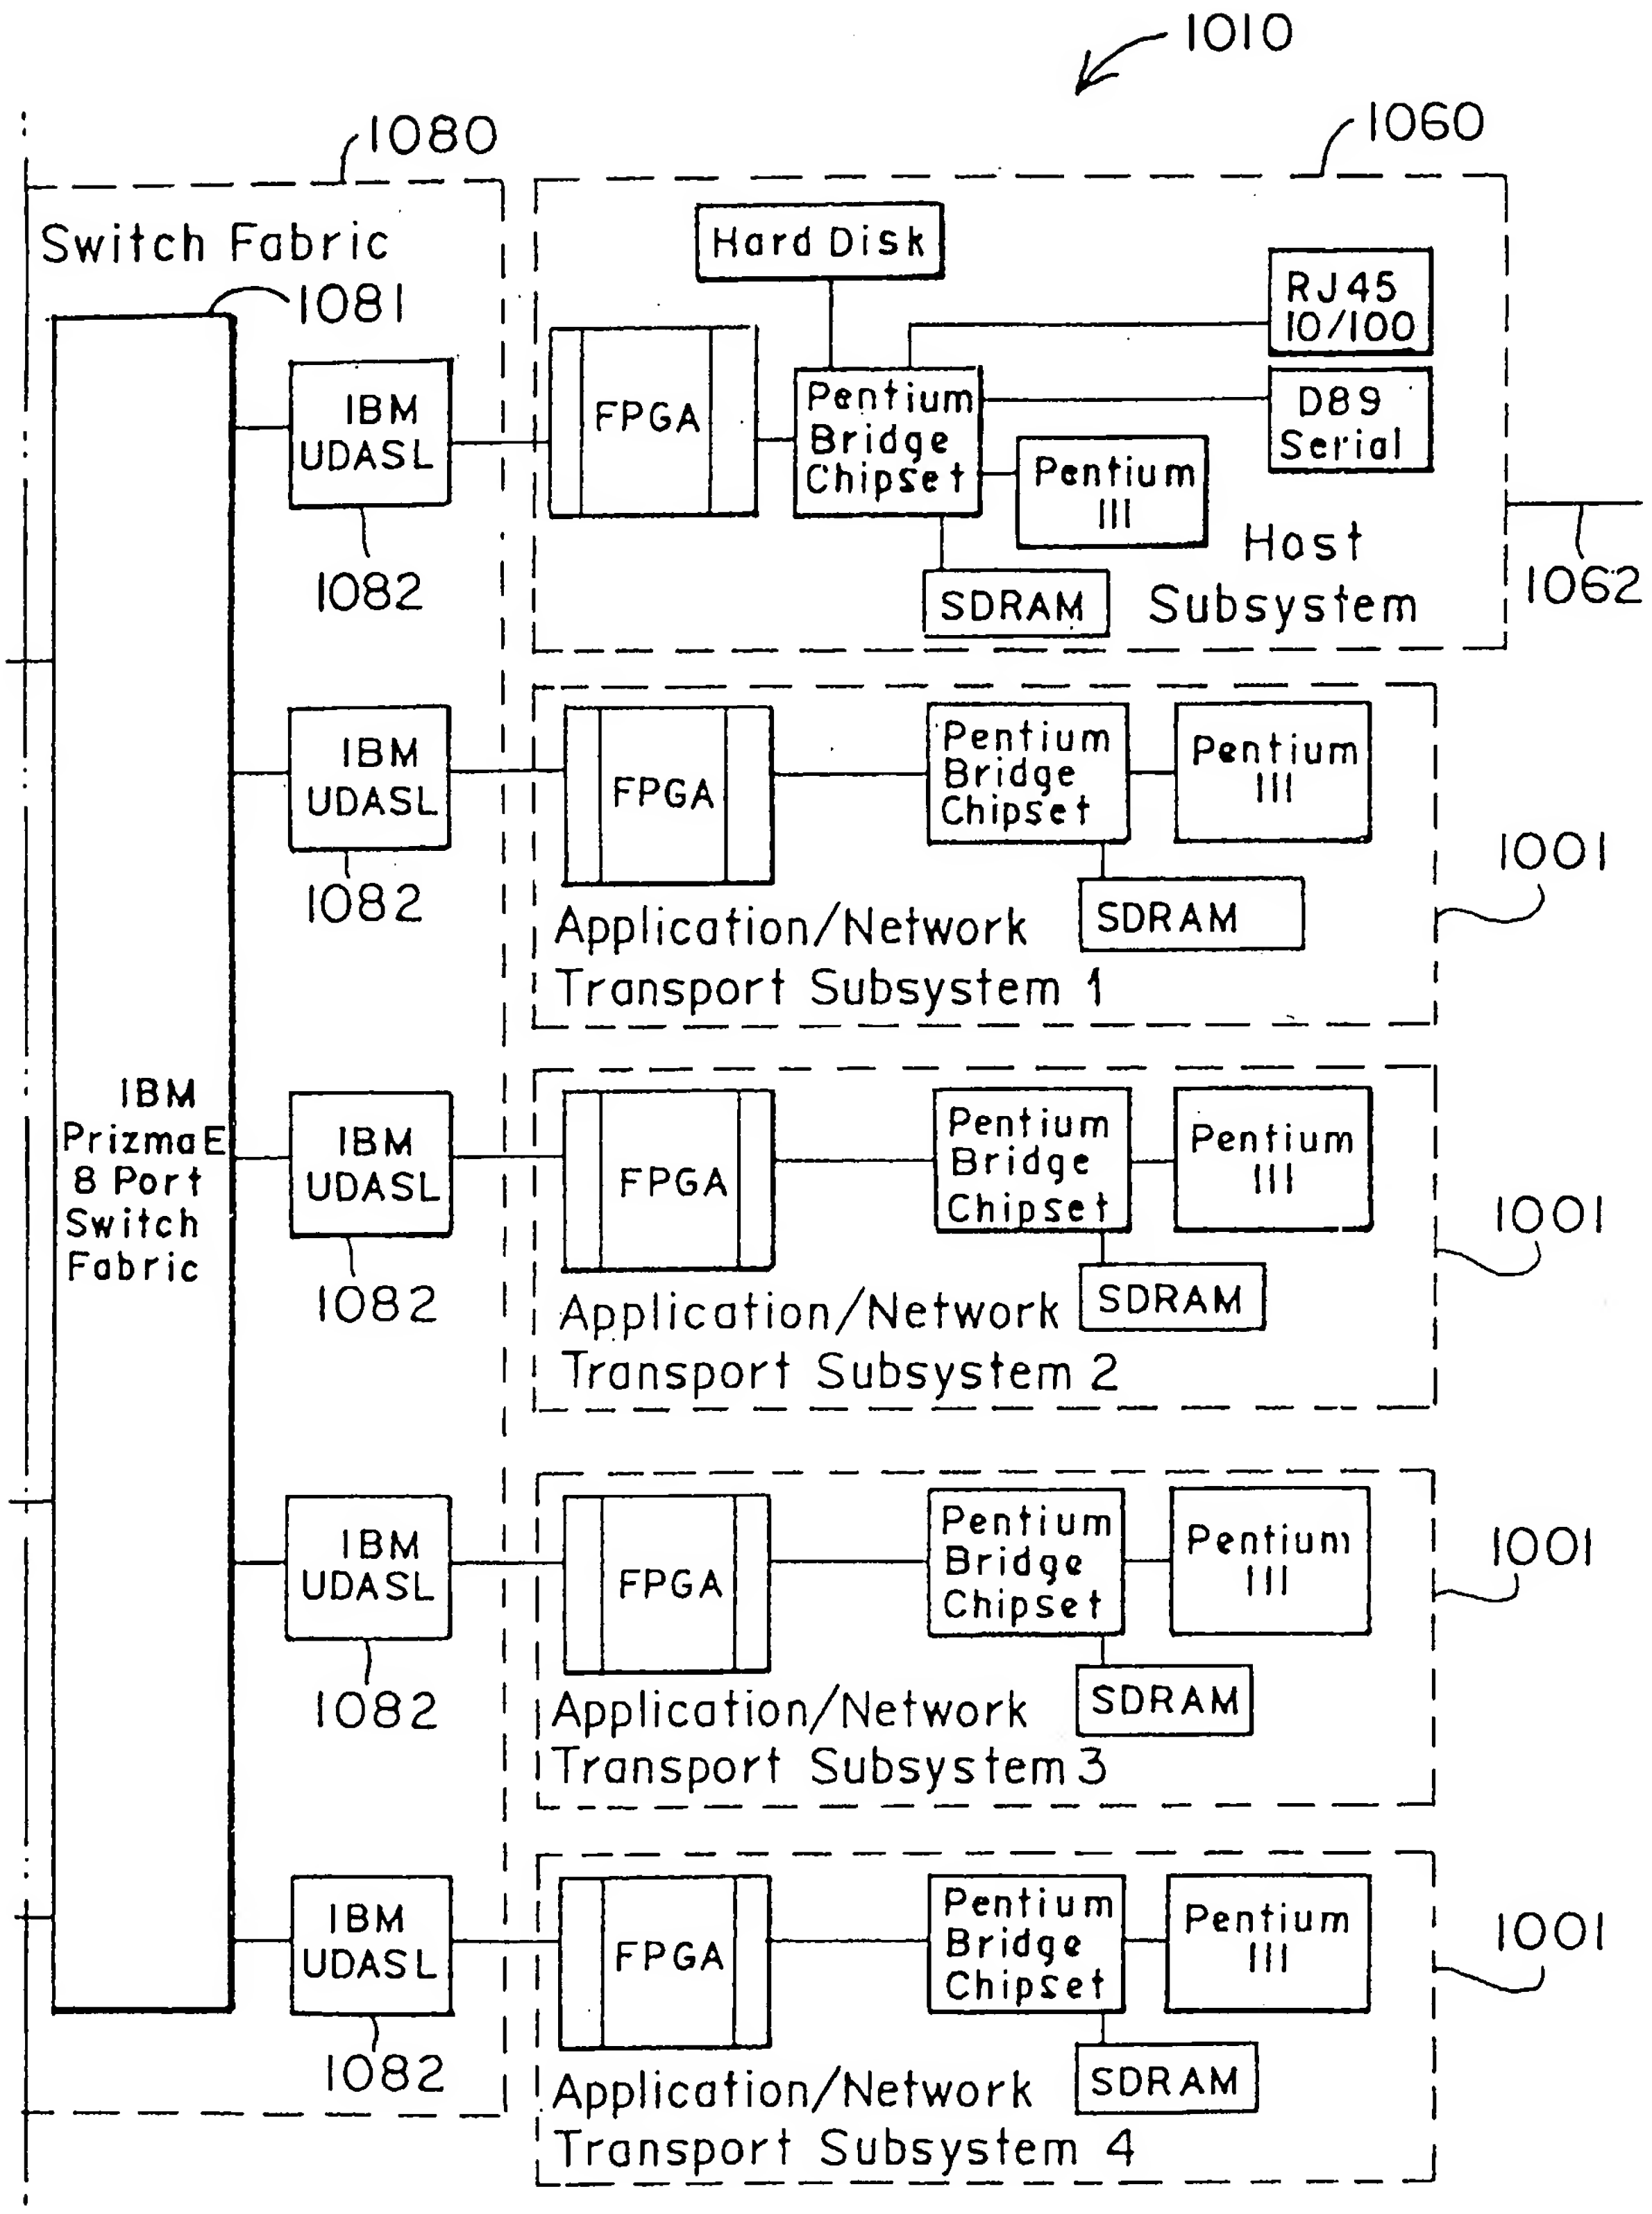 1010
1080
1060
Switch Fabric
1081
Hard Disk
RJ45
10/100
IBM
UDASL
FPGA
Pentium
Bridge
Chipset
D89
Serial
Pentium
III
1082
SDRAM
Host
Subsystem
1062
IBM
UDASL
FPGA
Pentium
Bridge
Chipset
Pentium
III
1082
SDRAM
1001
Application/Network
Transport Subsystem 1
IBM
PrizmaE
8 Port
Switch
Fabric
IBM
UDASL
FPGA
Pentium
Bridge
Chipset
Pentium
III
1082
SDRAM
1001
Application/Network
Transport Subsystem 2
IBM
UDASL
FPGA
Pentium
Bridge
Chipset
Pentium
III
1082
SDRAM
1001
Application/Network
Transport Subsystem 3
IBM
UDASL
FPGA
Pentium
Bridge
Chipset
Pentium
III
1082
SDRAM
1001
Application/Network
Transport Subsystem 4